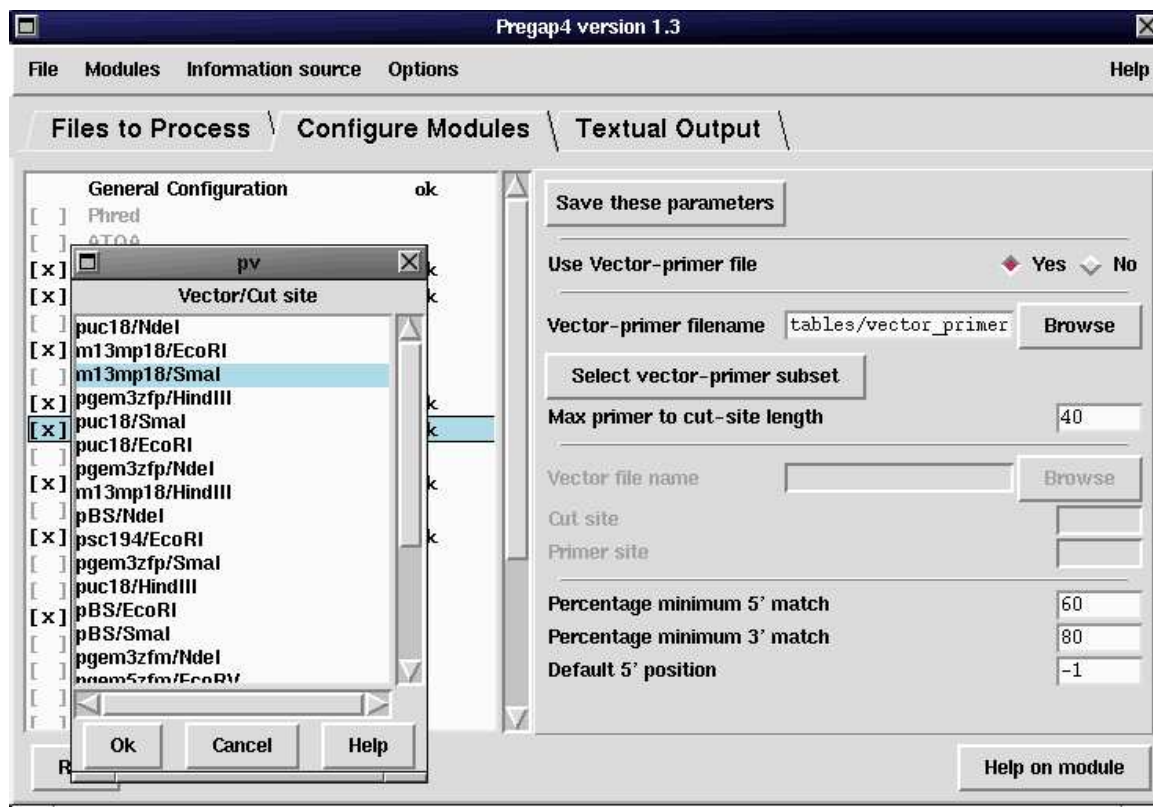 Pregap4 version 1.3
File Modules Information source Options Help
Files to Process Configure Modules Textual Output
General Configuration ok
[ ] Phred
[ ] ATQA
[x]
[x] k
[ ]
[x]
[ ]
[x] k
[x] k
[ ]
[x] k
[ ]
[x] k
[ ]
[ ]
[x]
[ ]
[ ]
[ ]
[ ]
pv
Vector/Cut site
puc18/NdeI
m13mp18/EcoRI
m13mp18/SmaI
pgem3zfp/HindIII
puc18/SmaI
puc18/EcoRI
pgem3zfp/NdeI
m13mp18/HindIII
pBS/NdeI
psc194/EcoRI
pgem3zfp/SmaI
puc18/HindIII
pBS/EcoRI
pBS/SmaI
pgem3zfm/NdeI
pgem5zfm/EcoRV
Ok Cancel Help
Save these parameters
Use Vector-primer file Yes No
Vector-primer filename tables/vector_primer Browse
Select vector-primer subset
Max primer to cut-site length 40
Vector file name Browse
Cut site
Primer site
Percentage minimum 5' match 60
Percentage minimum 3' match 80
Default 5' position -1
Help on module